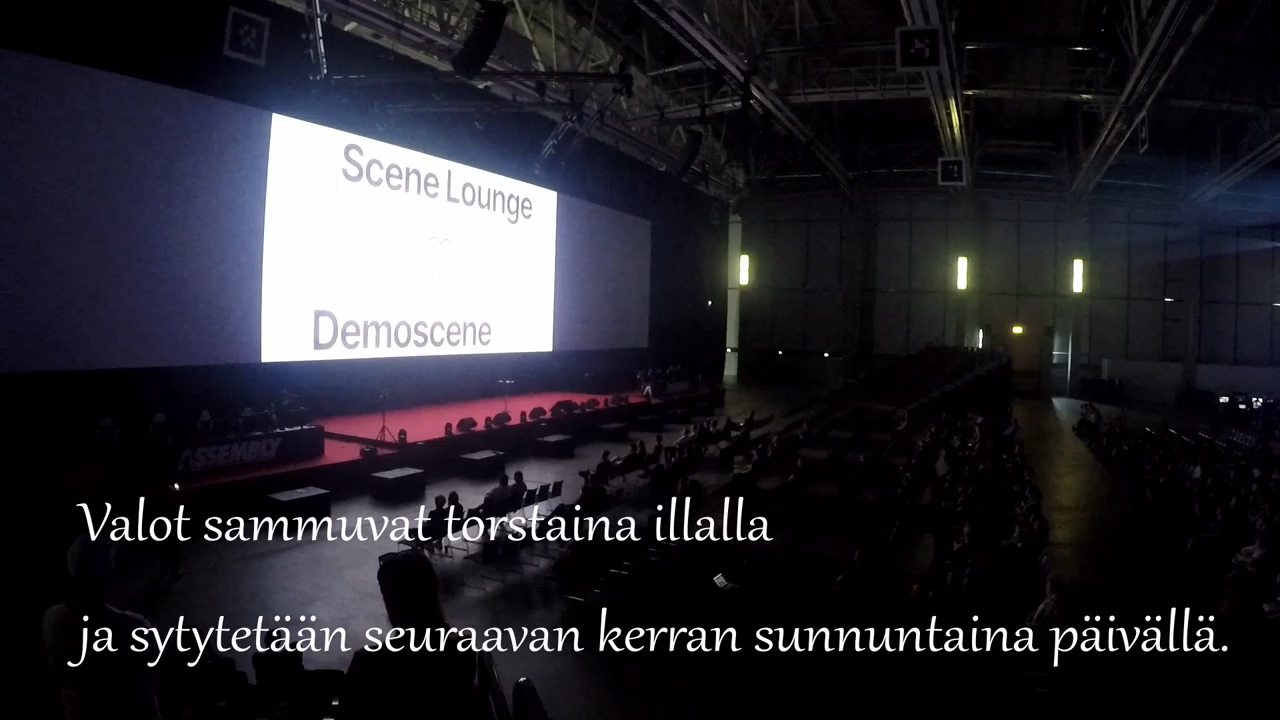 Scene Lounge
Demoscene
ASSEMBLY
Valot sammuvat torstaina illalla
ja sytytetään seuraavan kerran sunnuntaina päivällä.